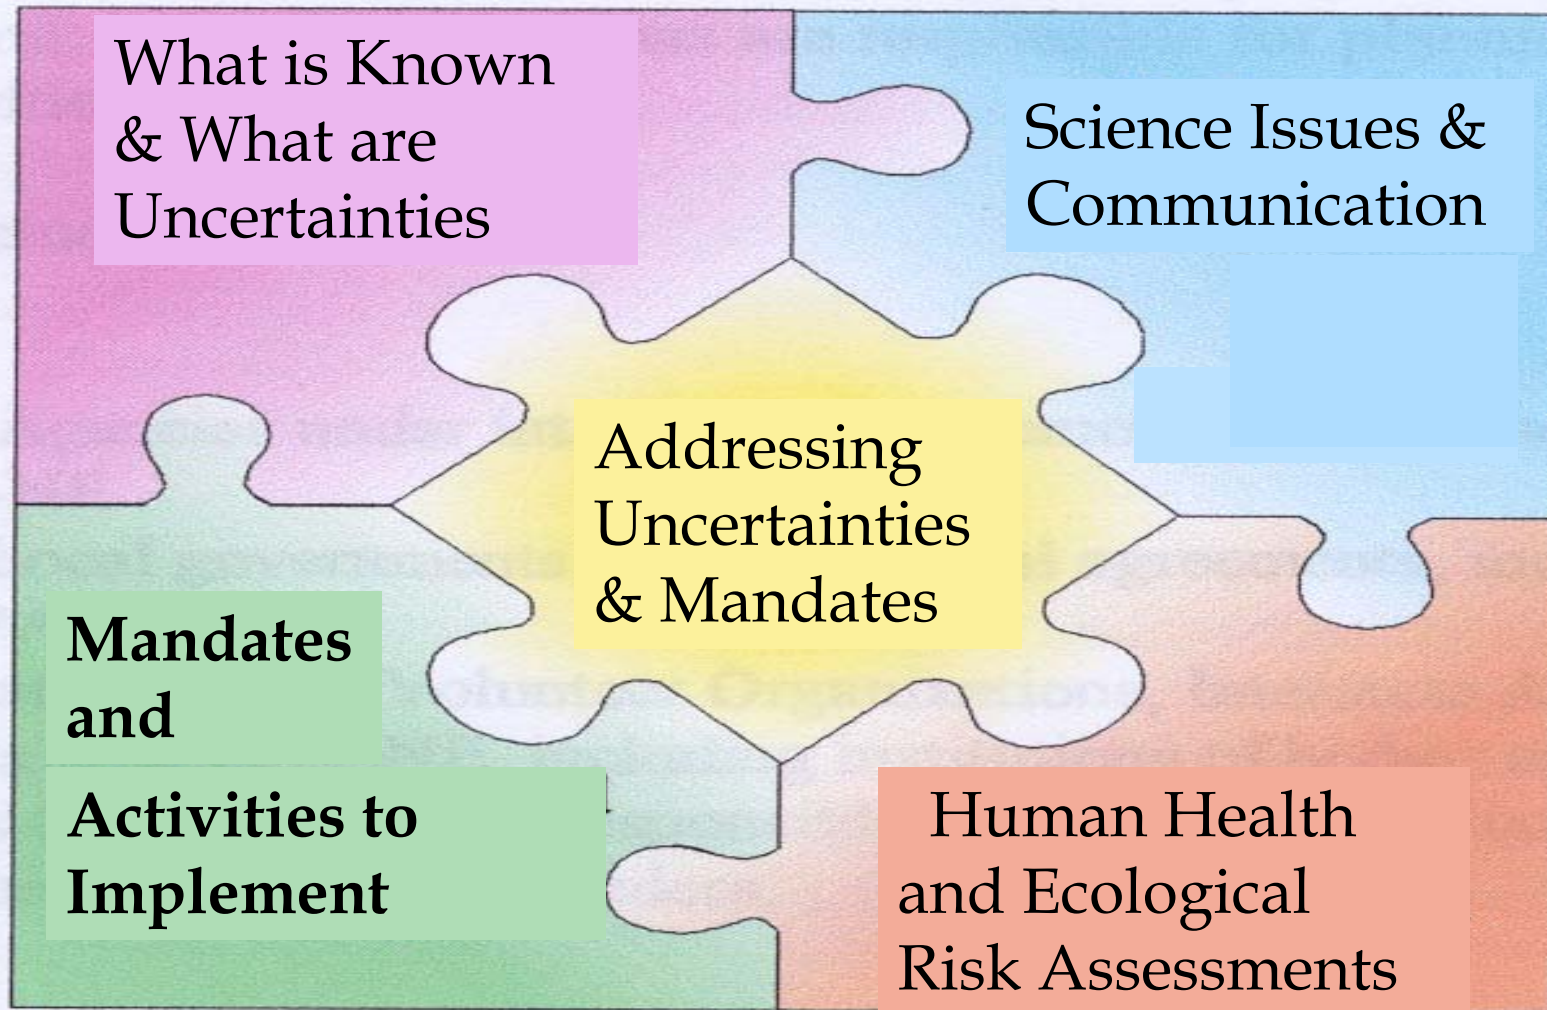 What is Known
& What are
Uncertainties
Science Issues &
Communication
Addressing
Uncertainties
& Mandates
Mandates
and
Activities to
Implement
Human Health
and Ecological
Risk Assessments